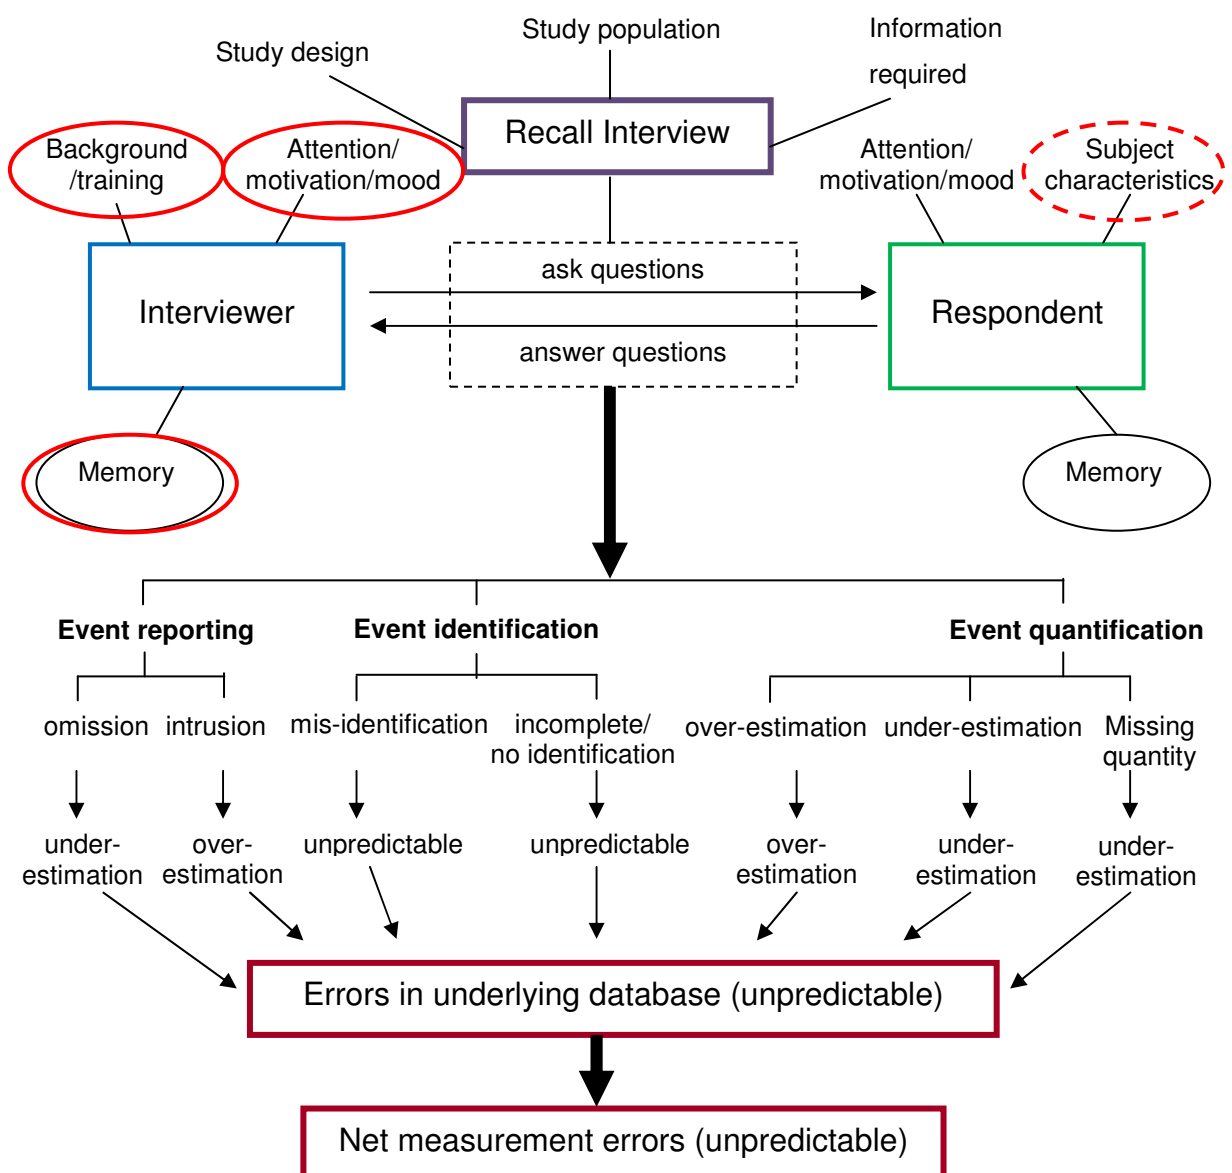 Study population
Information
required
Study design
Recall Interview
Background
/training
Attention/
motivation/mood
Attention/
motivation/mood
Subject
characteristics
ask questions
Interviewer
Respondent
answer questions
Memory
Memory
Event reporting
Event identification
Event quantification
omission
intrusion
mis-identification
incomplete/
no identification
over-estimation
under-estimation
Missing
quantity
under-
estimation
over-
estimation
unpredictable
unpredictable
over-
estimation
under-
estimation
under-
estimation
Errors in underlying database (unpredictable)
Net measurement errors (unpredictable)